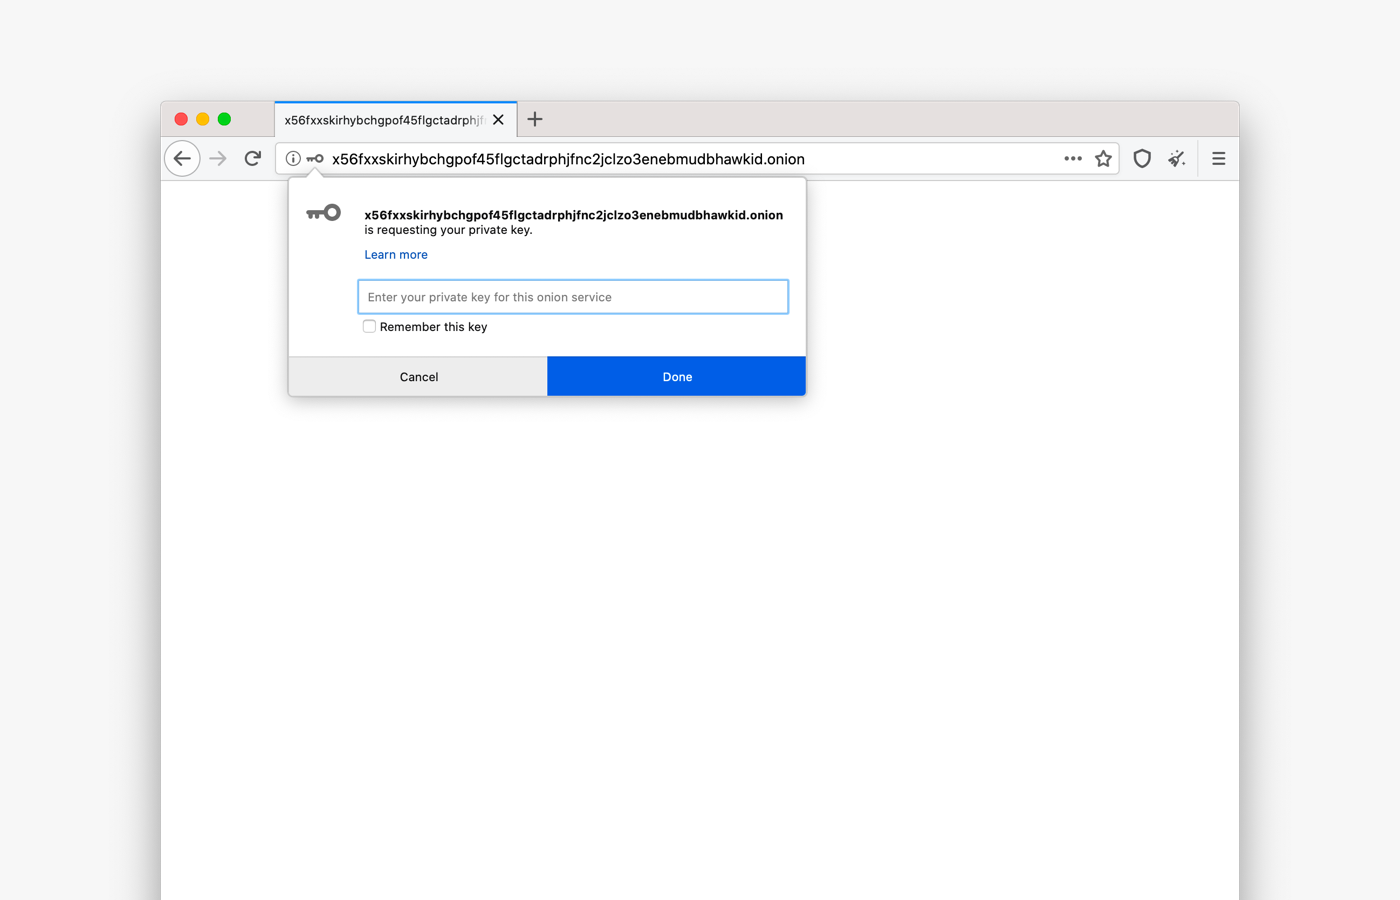 x56fxxskirhybchgpof45flgctadrphjf
x56fxxskirhybchgpof45flgctadrphjfnc2jclzo3enebmudbhawkid.onion
x56fxxskirhybchgpof45flgctadrphjfnc2jclzo3enebmudbhawkid.onion
is requesting your private key.
Learn more
Enter your private key for this onion service
Remember this key
Cancel
Done